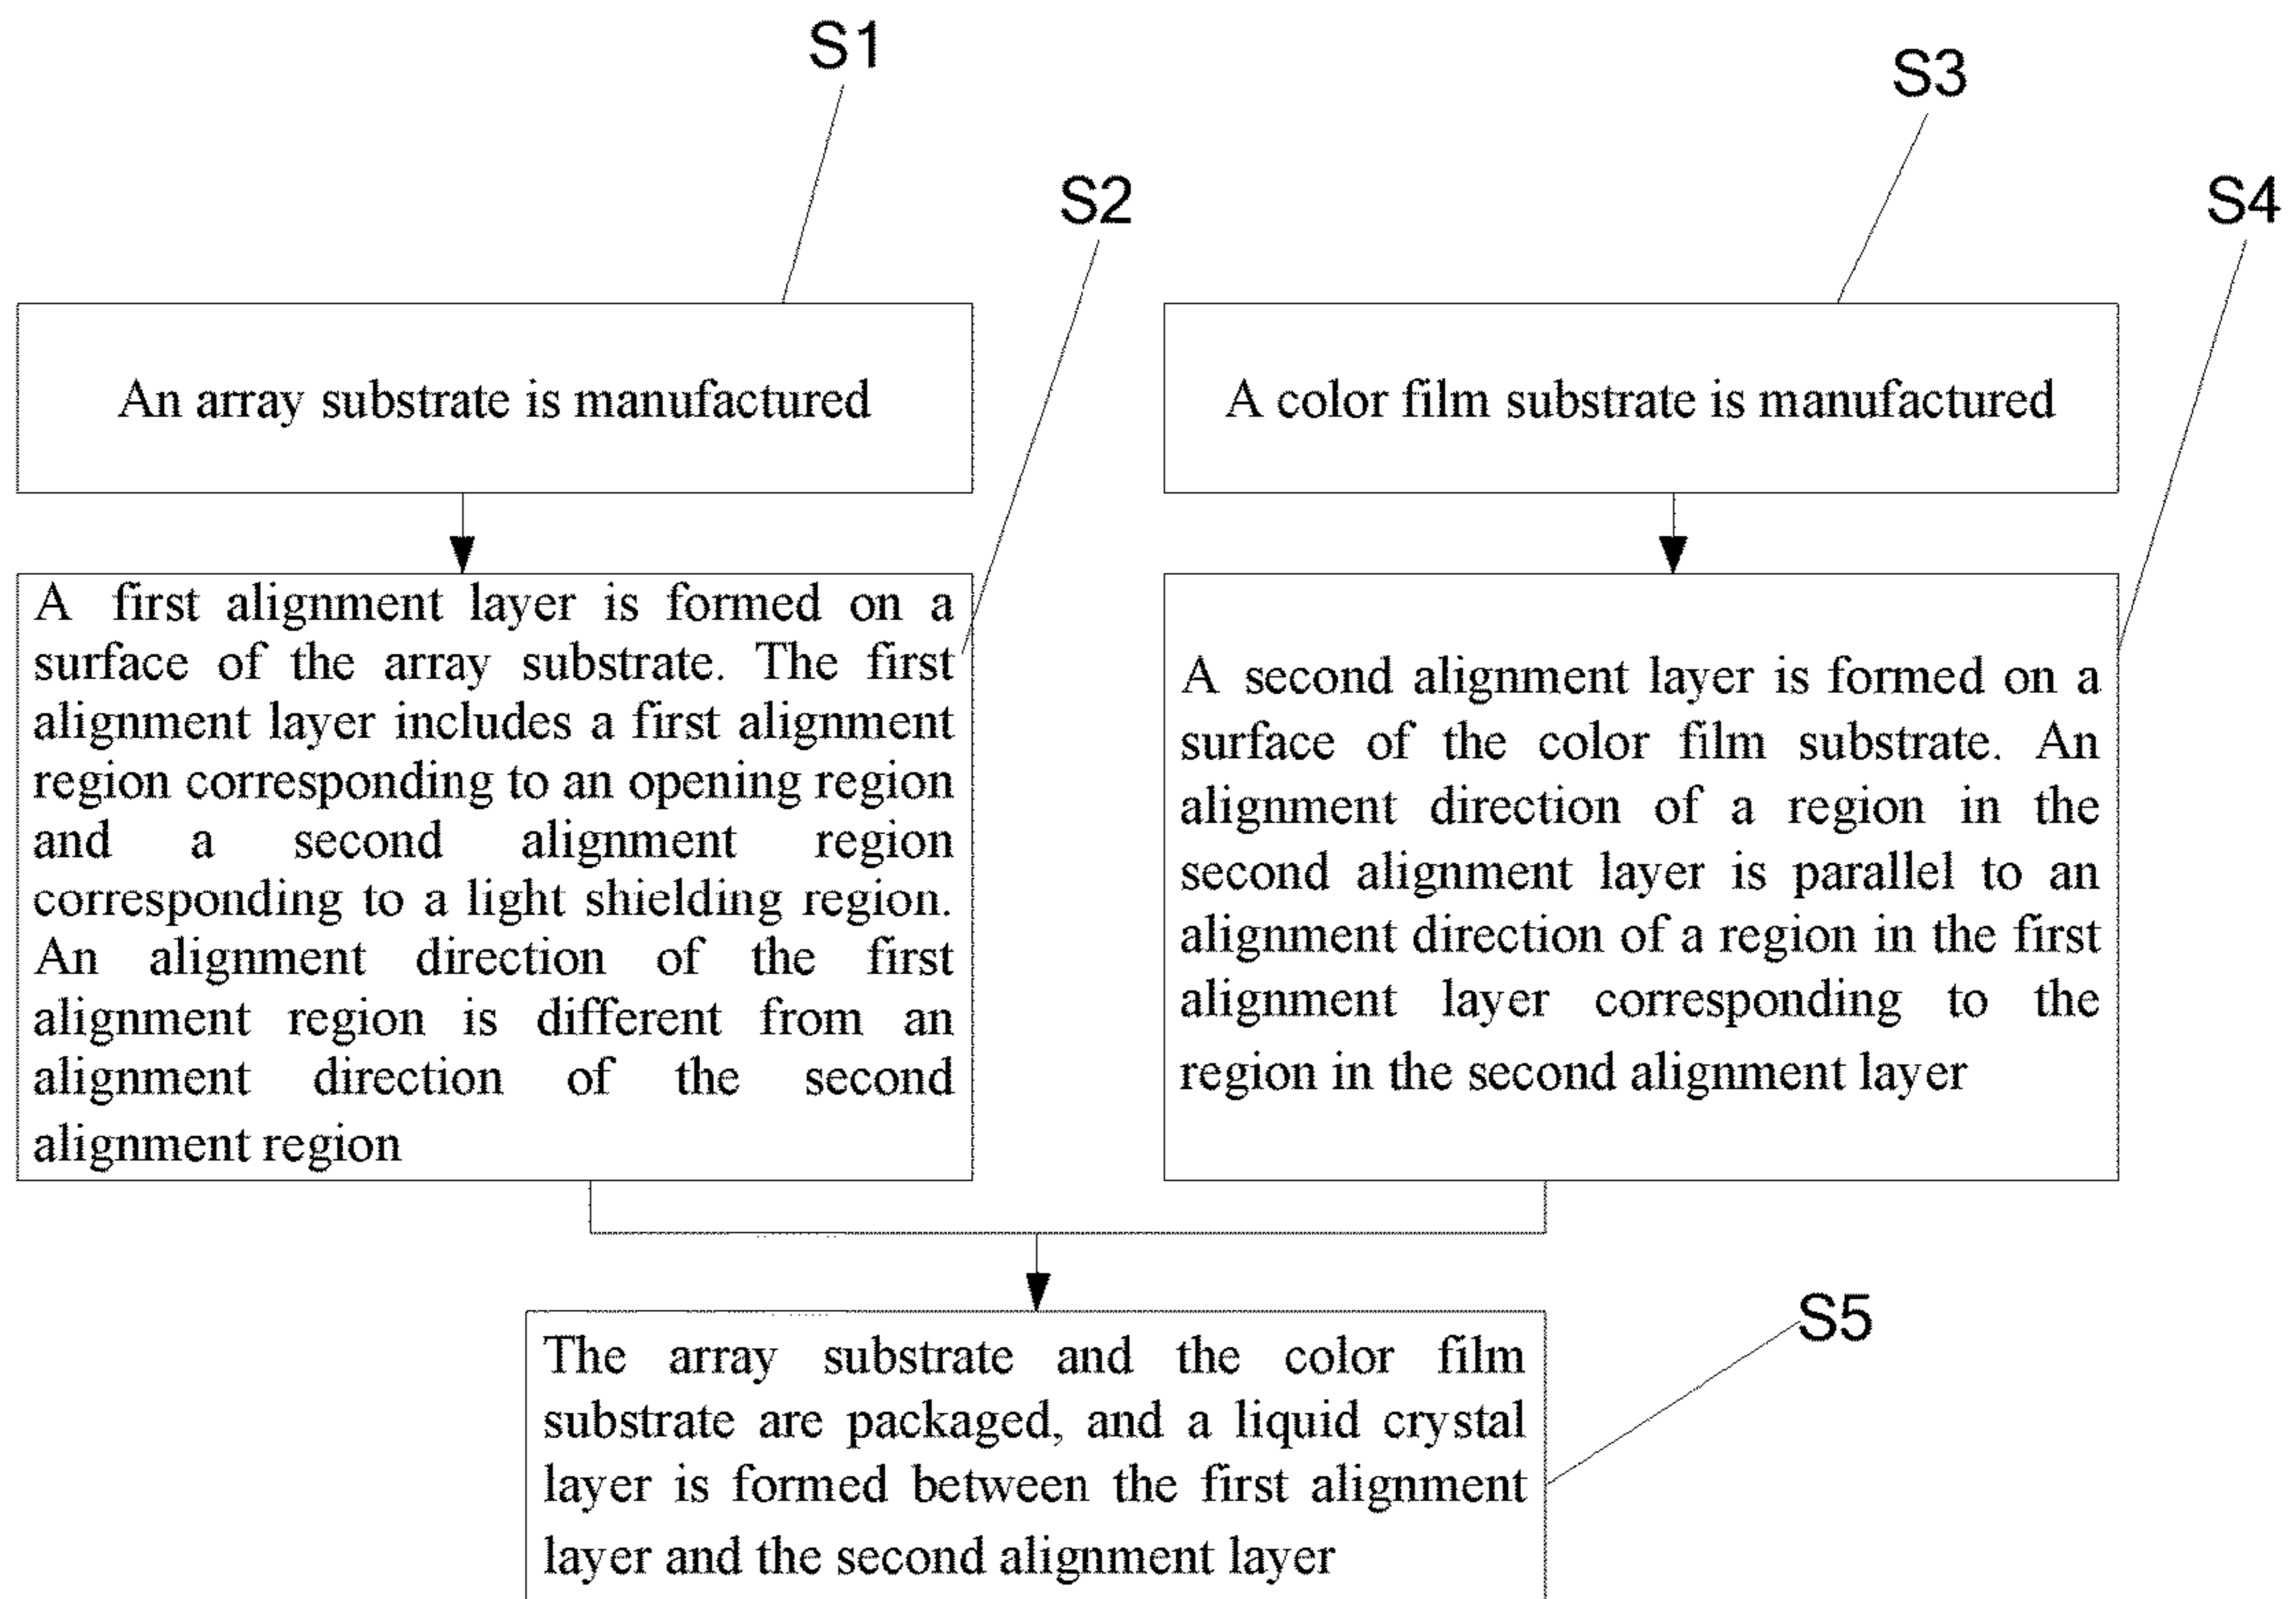 S1
S3
S2
S4
An array substrate is manufactured
A color film substrate is manufactured
A first alignment layer is formed on a
surface of the array substrate. The first
alignment layer includes a first alignment
region corresponding to an opening region
and a second alignment region
corresponding to a light shielding region.
An alignment direction of the first
alignment region is different from an
alignment direction of the second
alignment region
A second alignment layer is formed on a
surface of the color film substrate. An
alignment direction of a region in the
second alignment layer is parallel to an
alignment direction of a region in the first
alignment layer corresponding to the
region in the second alignment layer
S5
The array substrate and the color film
substrate are packaged, and a liquid crystal
layer is formed between the first alignment
layer and the second alignment layer